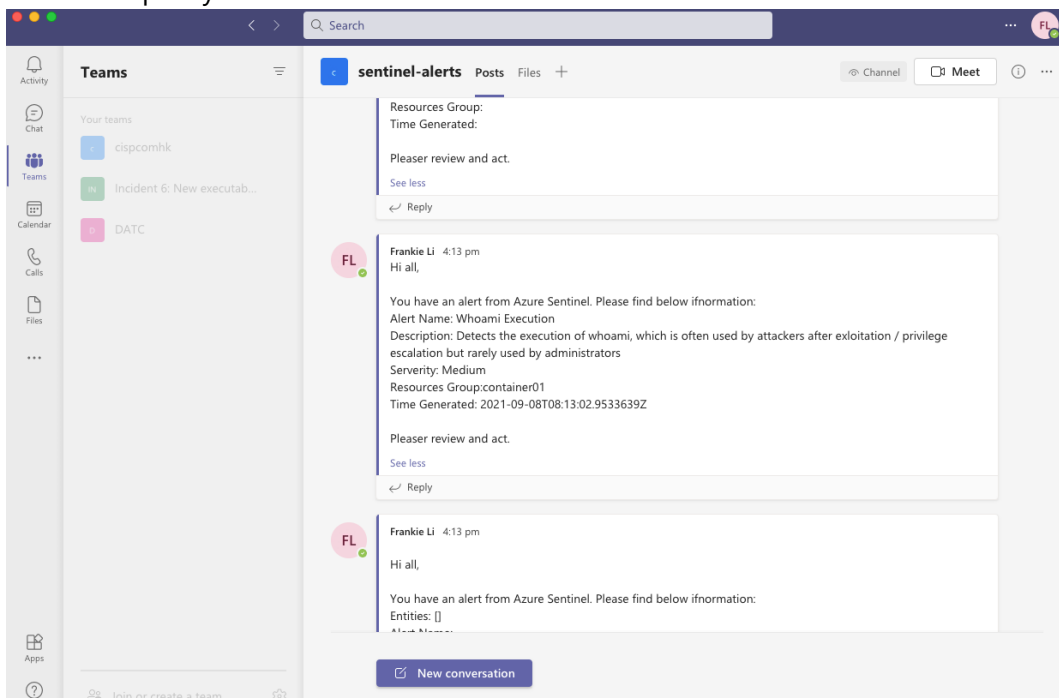 Search
FL
Activity
Chat
Teams
Calendar
Calls
Files
Apps
Teams
Your teams
c cispcomhk
IN Incident 6: New executab...
D DATC
Join or create a team
c sentinel-alerts Posts Files
Channel
Meet
Resources Group:
Time Generated:
Pleaser review and act.
See less
Reply
FL
Frankie Li 4:13 pm
Hi all,
You have an alert from Azure Sentinel. Please find below ifnormation:
Alert Name: Whoami Execution
Description: Detects the execution of whoami, which is often used by attackers after exloitation / privilege
escalation but rarely used by administrators
Serverity: Medium
Resources Group:container01
Time Generated: 2021-09-08T08:13:02.9533639Z
Pleaser review and act.
See less
Reply
FL
Frankie Li 4:13 pm
Hi all,
You have an alert from Azure Sentinel. Please find below ifnormation:
Entities: []
Alert Name:
New conversation